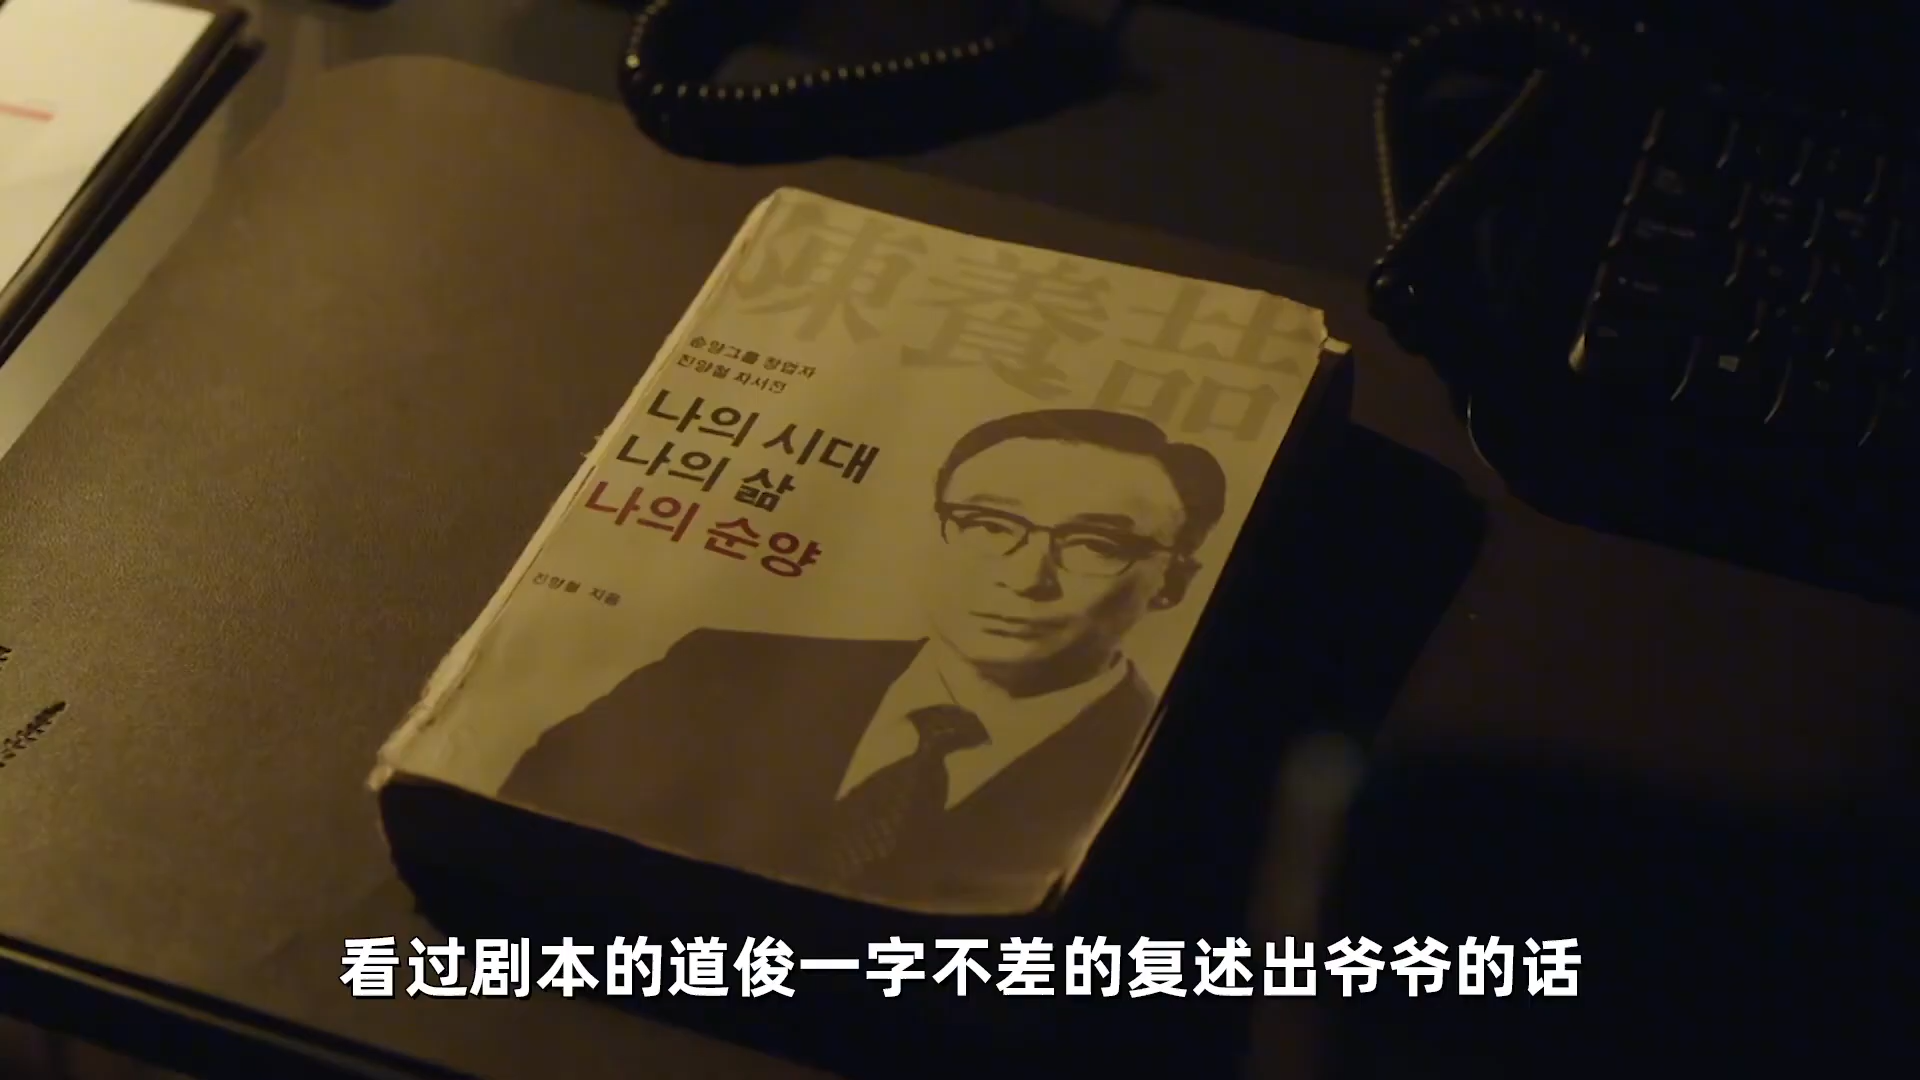 陳養喆
순양그룹 창업자
진양철 자서전
나의 시대
나의 삶
나의 순양
진양철 지음
看过剧本的道俊一字不差的复述出爷爷的话